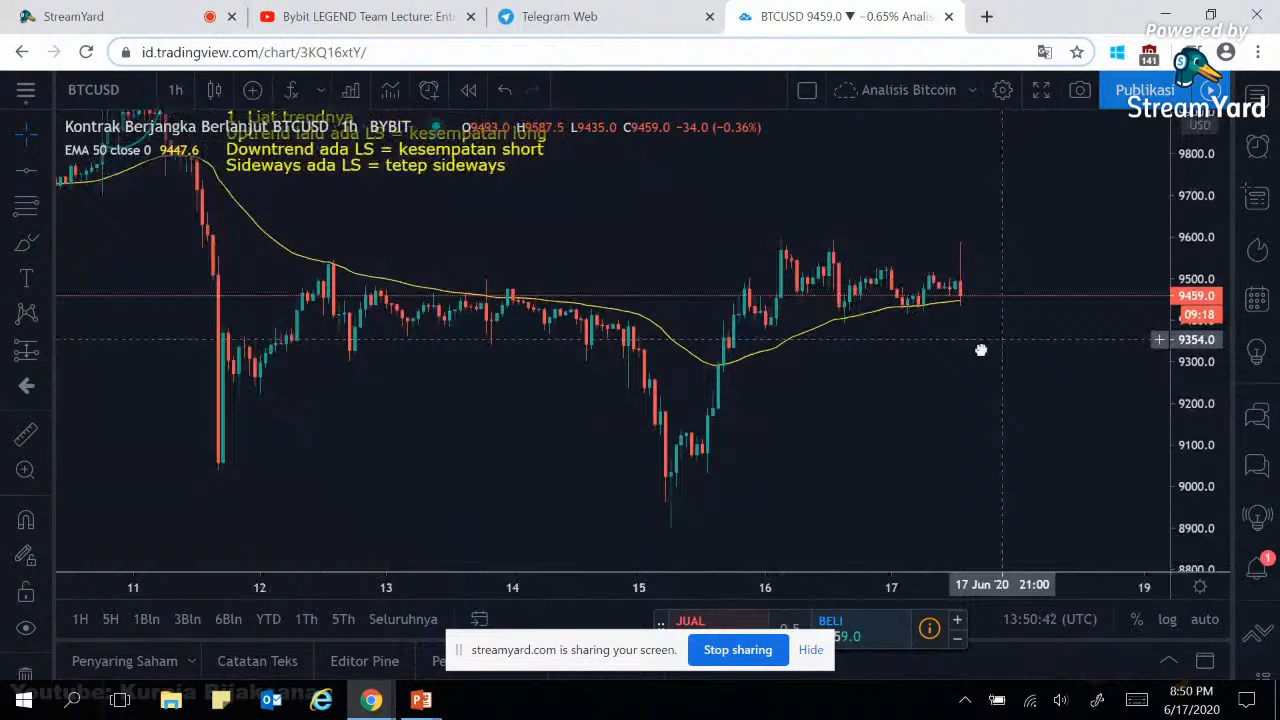 StreamYard
Bybit LEGEND Team Lecture: Ent
Telegram Web
BTCUSD 9459.0 ▼ −0.65% Analis
Powered by
id.tradingview.com/chart/3KQ16xtY/
141
StreamYard
BTCUSD
1h
Analisis Bitcoin
Publikasi
1. Liat trendnya
Uptrend lalu ada LS = kesempatan long
Kontrak Berjangka Berlanjut BTCUSD 1h BYBIT O9493.0 H9587.5 L9435.0 C9459.0 −34.0 (−0.36%)
EMA 50 close 0 9447.6
Downtrend ada LS = kesempatan short
Sideways ada LS = tetep sideways
USD
9800.0
9700.0
9600.0
9500.0
9459.0
09:18
9354.0
9300.0
9200.0
9100.0
9000.0
8900.0
8800.0
11 12 13 14 15 16 17 17 Jun '20 21:00 19
1H 5H 1Bln 3Bln 6Bln YTD 1Th 5Th Seluruhnya
13:50:42 (UTC) % log auto
JUAL
0.5
BELI
59.0
1
streamyard.com is sharing your screen.
Stop sharing
Hide
Penyaring Saham
Catatan Teks
Editor Pine
8:50 PM
6/17/2020